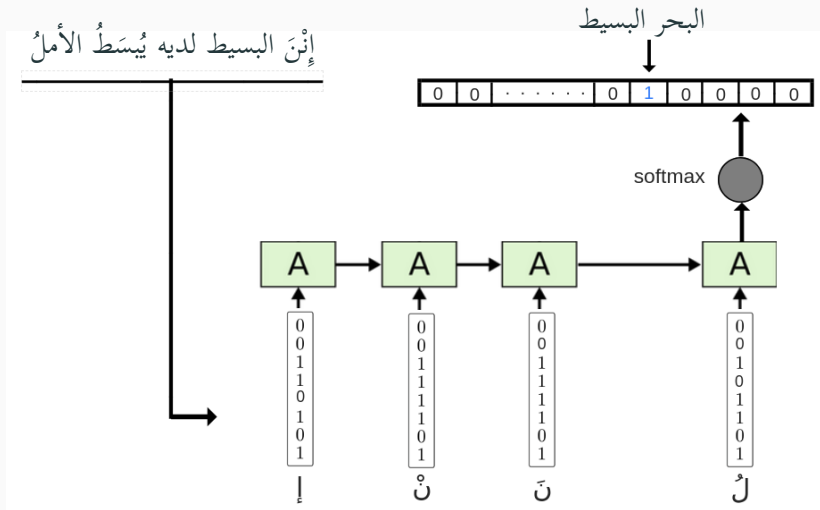 البحر البسيط
إِنْنَ البسيط لديه يُبسَطُ الأملُ
0 0 . . . . . . 0 1 0 0 0 0
softmax
A A A A
0 0 0 0
0 0 0 0
1 1 1 1
1 1 1 0
0 1 1 1
1 1 1 1
0 0 0 0
1 1 1 1
إ نْ نَ لُ